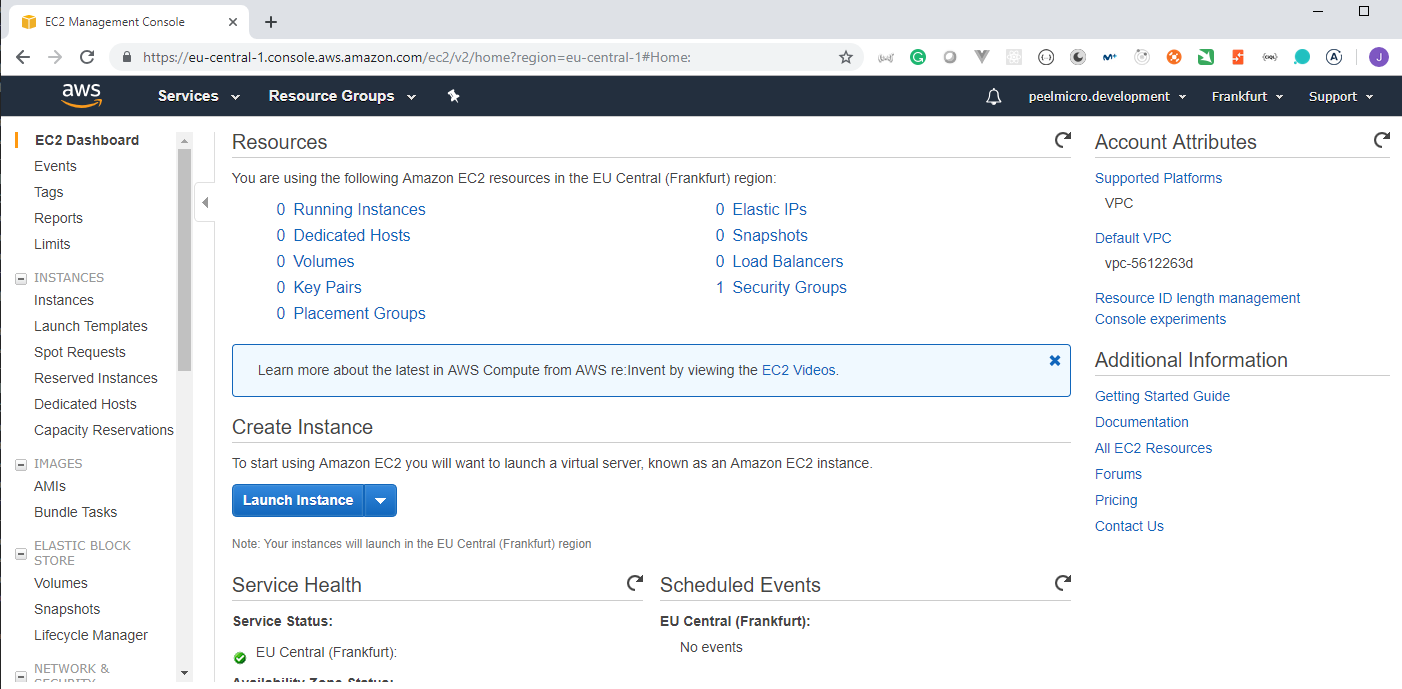 EC2 Management Console
https://eu-central-1.console.aws.amazon.com/ec2/v2/home?region=eu-central-1#Home:
J
aws
Services
Resource Groups
peelmicro.development
Frankfurt
Support
EC2 Dashboard
Events
Tags
Reports
Limits
INSTANCES
Instances
Launch Templates
Spot Requests
Reserved Instances
Dedicated Hosts
Capacity Reservations
IMAGES
AMIs
Bundle Tasks
ELASTIC BLOCK
STORE
Volumes
Snapshots
Lifecycle Manager
NETWORK &
SECURITY
Resources
You are using the following Amazon EC2 resources in the EU Central (Frankfurt) region:
0 Running Instances
0 Dedicated Hosts
0 Volumes
0 Key Pairs
0 Placement Groups
0 Elastic IPs
0 Snapshots
0 Load Balancers
1 Security Groups
Learn more about the latest in AWS Compute from AWS re:Invent by viewing the EC2 Videos.
Create Instance
To start using Amazon EC2 you will want to launch a virtual server, known as an Amazon EC2 instance.
Launch Instance
Note: Your instances will launch in the EU Central (Frankfurt) region
Service Health
Service Status:
EU Central (Frankfurt):
Availability Zone Status:
Scheduled Events
EU Central (Frankfurt):
No events
Account Attributes
Supported Platforms
VPC
Default VPC
vpc-5612263d
Resource ID length management
Console experiments
Additional Information
Getting Started Guide
Documentation
All EC2 Resources
Forums
Pricing
Contact Us